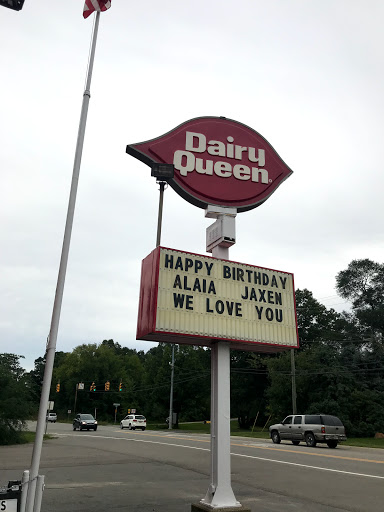 Dairy
Queen®
HAPPY BIRTHDAY
ALAIA JAXEN
WE LOVE YOU